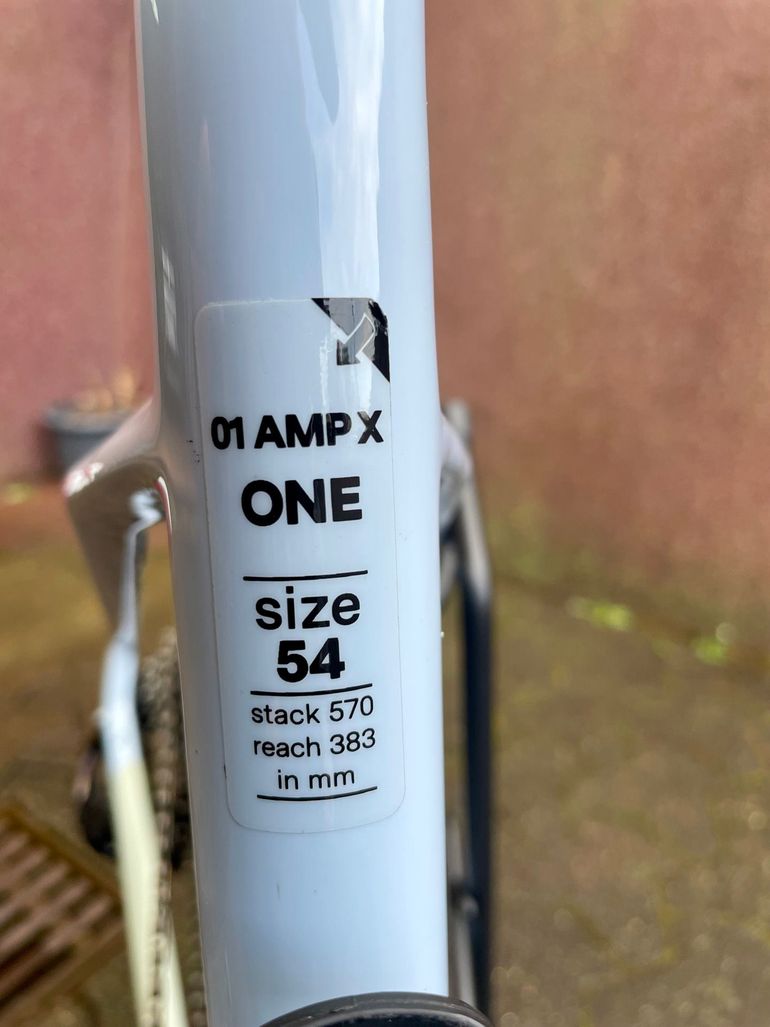 01 AMP X
ONE
size
54
stack 570
reach 383
in mm